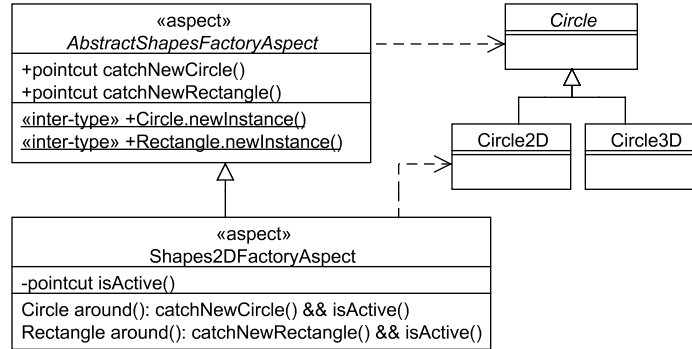 «aspect»
AbstractShapesFactoryAspect
+pointcut catchNewCircle()
+pointcut catchNewRectangle()
«inter-type» +Circle.newInstance()
«inter-type» +Rectangle.newInstance()
Circle
Circle2D
Circle3D
«aspect»
Shapes2DFactoryAspect
-pointcut isActive()
Circle around(): catchNewCircle() && isActive()
Rectangle around(): catchNewRectangle() && isActive()